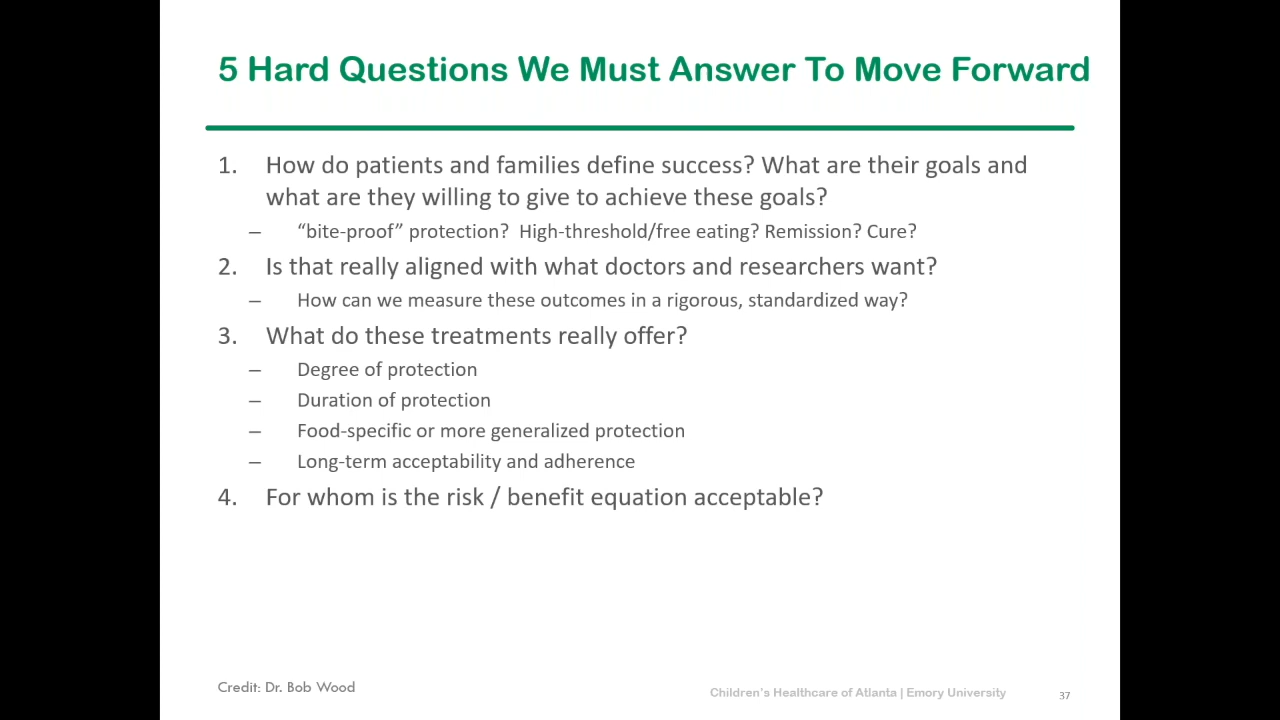 5 Hard Questions We Must Answer To Move Forward
1. How do patients and families define success? What are their goals and
what are they willing to give to achieve these goals?
– “bite-proof” protection?  High-threshold/free eating? Remission? Cure?
2. Is that really aligned with what doctors and researchers want?
– How can we measure these outcomes in a rigorous, standardized way?
3. What do these treatments really offer?
– Degree of protection
– Duration of protection
– Food-specific or more generalized protection
– Long-term acceptability and adherence
4. For whom is the risk / benefit equation acceptable?
Credit: Dr. Bob Wood
Children’s Healthcare of Atlanta | Emory University
37